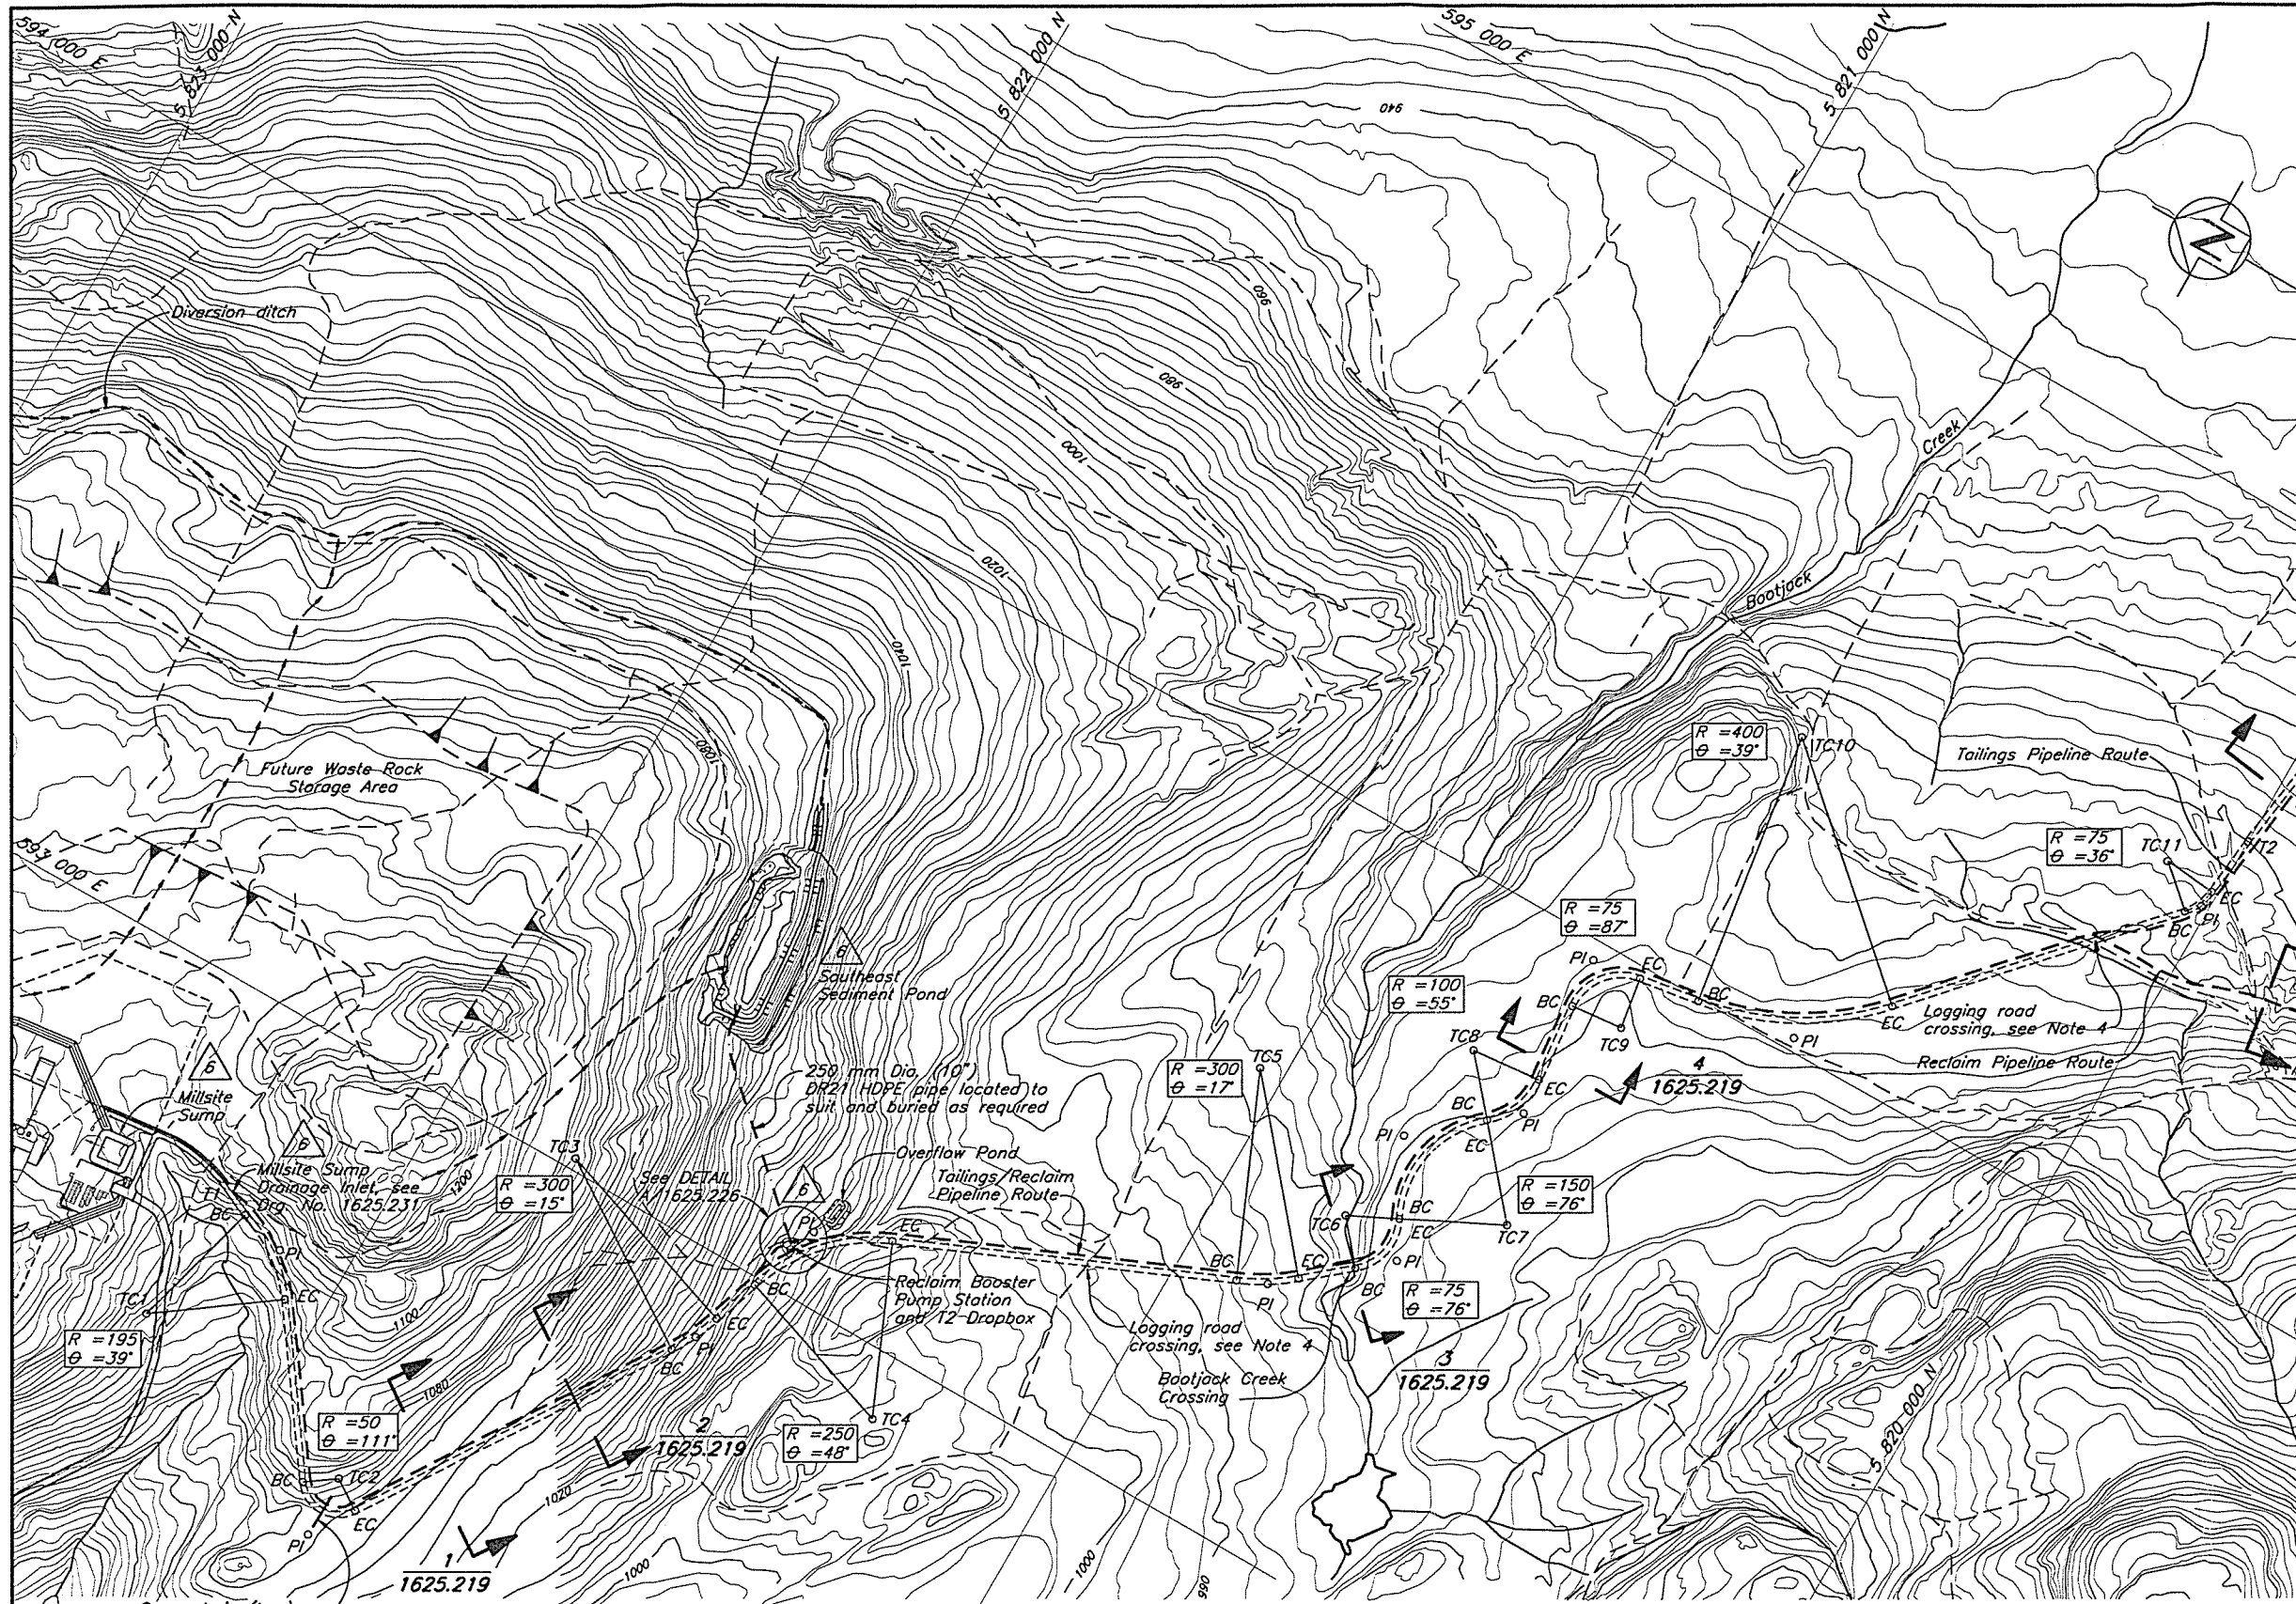 594 000 E
5 823 000 N
5 822 000 N
595 000 E
5 821 000 N
940
960
Diversion ditch
980
1000
Creek
1020
Bootjack
1040
1080
R =400
Θ =39°
TC10
Tailings Pipeline Route
Future Waste Rock
Storage Area
593 000 E
R =75
Θ =36°
TC11
T2
EC
PI
BC
R =75
Θ =87°
6
Southeast
Sediment Pond
PI
EC
BC
BC
R =100
Θ =55°
TC9
PI
EC
Logging road
crossing, see Note 4
Reclaim Pipeline Route
TC8
TC5
R =300
Θ =17°
4
1625.219
EC
6
Millsite
Sump
250 mm Dia. (10")
DR21 HDPE pipe located to
suit and buried as required
BC
PI
EC
PI
6
Millsite Sump
Drainage Inlet, see
Drg. No. 1625.231
1200
TC3
R =300
Θ =15°
See DETAIL
A/1625.226
6
Overflow Pond
Tailings/Reclaim
Pipeline Route
R =150
Θ =76°
T1
BC
PI
PI
EC
TC6
BC
EC
TC7
PI
BC
EC
PI
BC
R =75
Θ =76°
TC1
EC
R =195
Θ =39°
1100
BC
Reclaim Booster
Pump Station
and T2 Dropbox
EC
PI
BC
Logging road
crossing, see Note 4
Bootjack Creek
Crossing
3
1625.219
1080
R =50
Θ =111°
TC4
R =250
Θ =48°
2
1625.219
5 820 000 N
BC
TC2
EC
PI
1020
1000
1000
990
1
1625.219